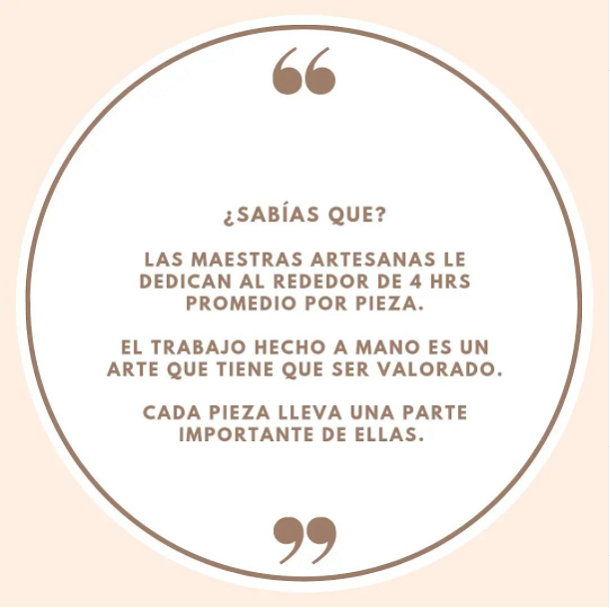 “
¿SABÍAS QUE?
LAS MAESTRAS ARTESANAS LE
DEDICAN AL REDEDOR DE 4 HRS
PROMEDIO POR PIEZA.
EL TRABAJO HECHO A MANO ES UN
ARTE QUE TIENE QUE SER VALORADO.
CADA PIEZA LLEVA UNA PARTE
IMPORTANTE DE ELLAS.
”